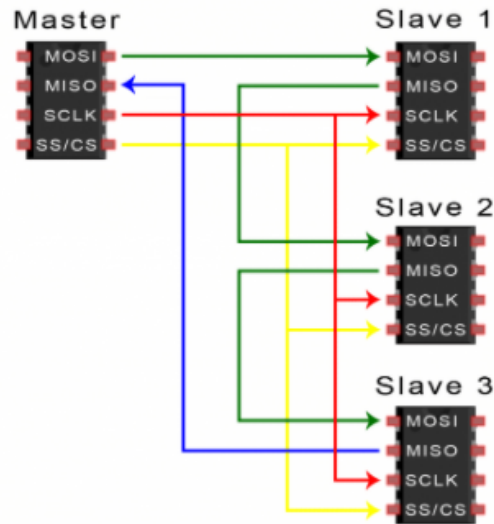 Master
MOSI
MISO
SCLK
SS/CS
Slave 1
MOSI
MISO
SCLK
SS/CS
Slave 2
MOSI
MISO
SCLK
SS/CS
Slave 3
MOSI
MISO
SCLK
SS/CS